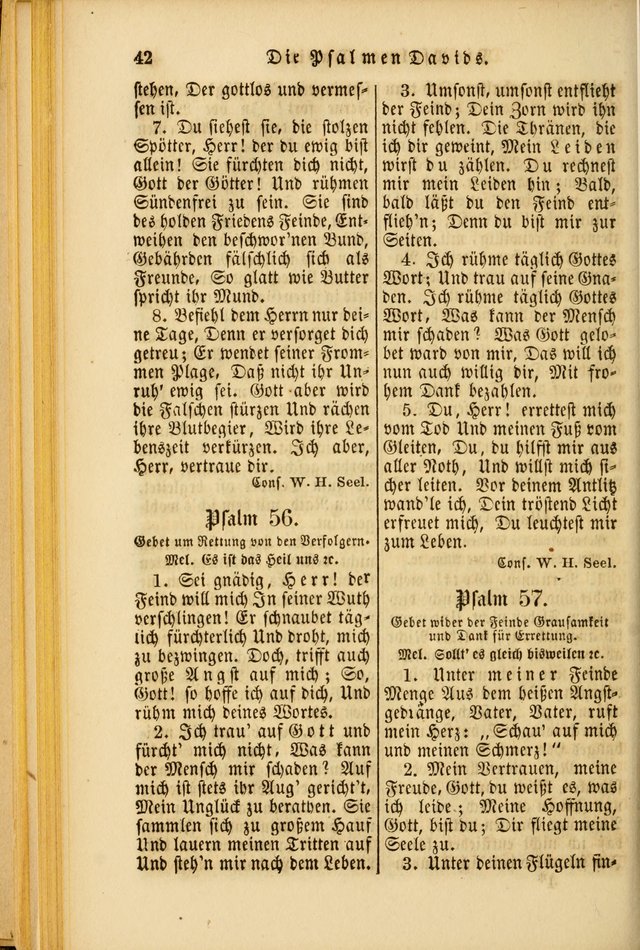 42 Die Psalmen Davids.
stehen, Der gottlos und vermes-
sen ist.
7. Du siehest sie, die stolzen
Spötter, Herr! der du ewig bist
allein! Sie fürchten dich nicht,
Gott der Götter! Und rühmen
Sündenfrei zu sein. Sie sind
des holden Friedens Feinde, Ent-
weihen den beschwor'nen Bund,
Gebährden fälschlich sich als
Freunde, So glatt wie Butter
spricht ihr Mund.
8. Befiehl dem Herrn nur dei-
ne Tage, Denn er versorget dich
getreu; Er wendet seiner From-
men Plage, Daß nicht ihr Un-
ruh' ewig sei. Gott aber wird
die Falschen stürzen Und rächen
ihre Blutbegier, Wird ihre Le-
benszeit verkürzen. Ich aber,
Herr, vertraue dir.
Cons. W. H. Seel.
Psalm 56.
Gebet um Rettung von den Verfolgern.
Mel. Es ist das Heil uns ꝛc.
1. Sei gnädig, Herr! der
Feind will mich In seiner Wuth
verschlingen! Er schnaubet täg-
lich fürchterlich Und droht, mich
zu bezwingen. Doch, trifft auch
große Angst auf mich; So,
Gott! so hoffe ich auf dich, Und
rühm mich deines Wortes.
2. Ich trau' auf Gott und
fürcht' mich nicht, Was kann
der Mensch mir schaden? Auf
mich ist stets ihr Aug' gericht't,
Mein Unglück zu berathen. Sie
sammlen sich zu großem Hauf
Und lauern meinen Tritten auf
Und steh'n mir nach dem Leben.
3. Umsonst, umsonst entflieht
der Feind; Dein Zorn wird ihn
nicht fehlen. Die Thränen, die
ich dir geweint, Mein Leiden
wirst du zählen. Du rechnest
mir mein Leiden hin; Bald,
bald läßt du den Feind ent-
flieh'n; Denn du bist mir zur
Seiten.
4. Ich rühme täglich Gottes
Wort; Und trau auf seine Gna-
den. Ich rühme täglich Gottes
Wort, Was kann der Mensch
mir schaden? Was Gott gelo-
bet ward von mir, Das will ich
nun auch willig dir, Mit fro-
hem Dank bezahlen.
5. Du, Herr! errettest mich
vom Tod Und meinen Fuß vom
Gleiten, Du, du hilfst mir aus
aller Noth, Und willst mich si-
cher leiten. Vor deinem Antlitz
wand'le ich, Dein tröstend Licht
erfreuet mich, Du leuchtest mir
zum Leben.
Cons. W. H. Seel.
Psalm 57.
Gebet wider der Feinde Grausamkeit
und Dank für Errettung.
Mel. Sollt' es gleich bisweilen ꝛc.
1. Unter meiner Feinde
Menge Aus dem heißen Angst-
gedränge, Vater, Vater, ruft
mein Herz: „Schau' auf mich
und meinen Schmerz!"
2. Mein Vertrauen, meine
Freude, Gott, du weißt es, was
ich leide; Meine Hoffnung,
Gott, bist du; Dir fliegt meine
Seele zu.
3. Unter deinen Flügeln fin-